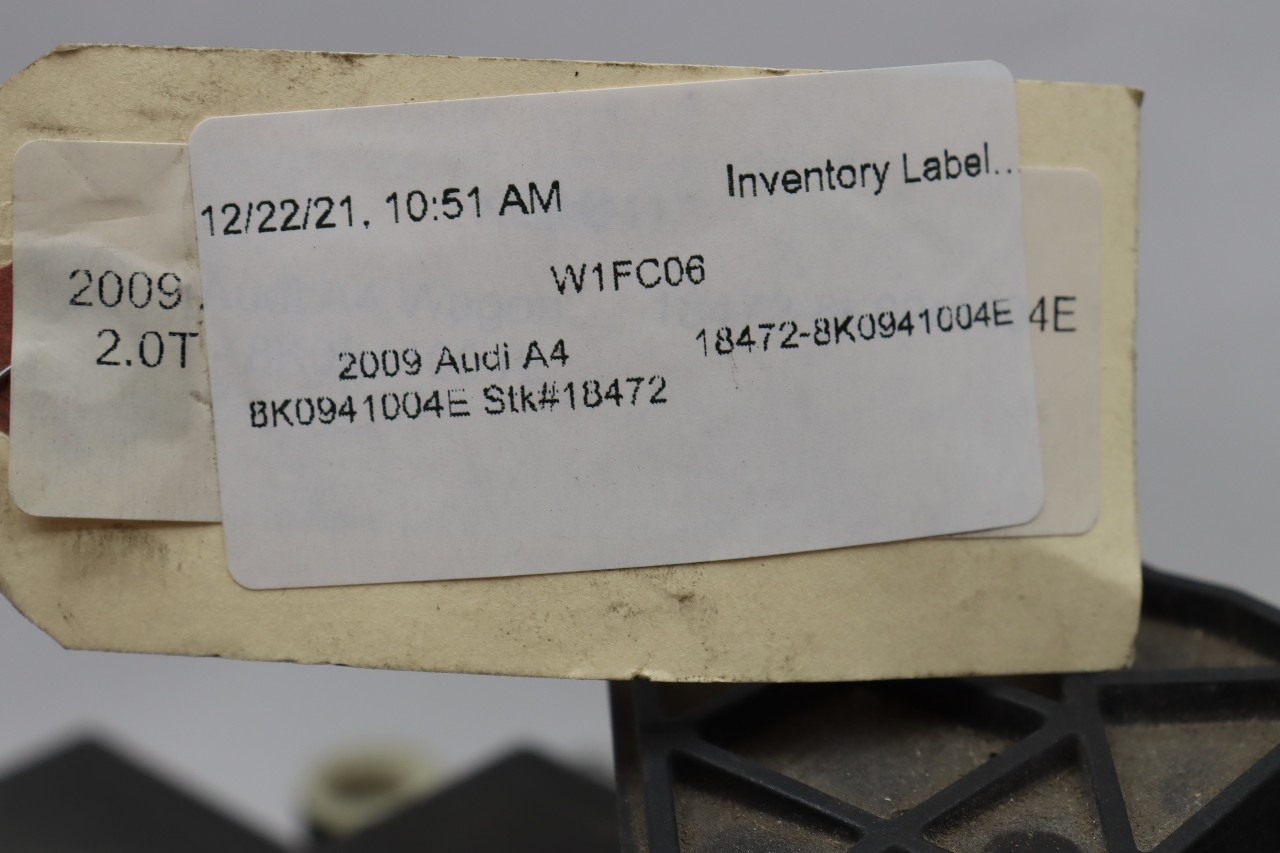 12/22/21, 10:51 AM Inventory Label...
W1FC06
2009 Audi A4 18472-8K0941004E
8K0941004E Stk#18472
2009
2.0T
4E